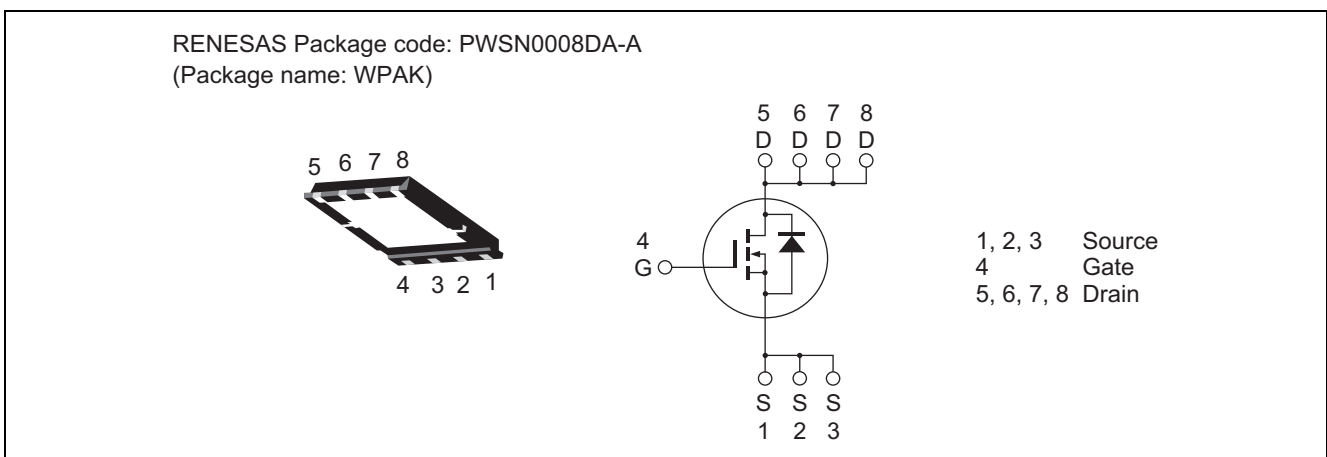 RENESAS Package code: PWSN0008DA-A
(Package name: WPAK)
5 6 7 8
4 3 2 1
5 6 7 8
D D D D
4
G
S S S
1 2 3
1, 2, 3 Source
4 Gate
5, 6, 7, 8 Drain